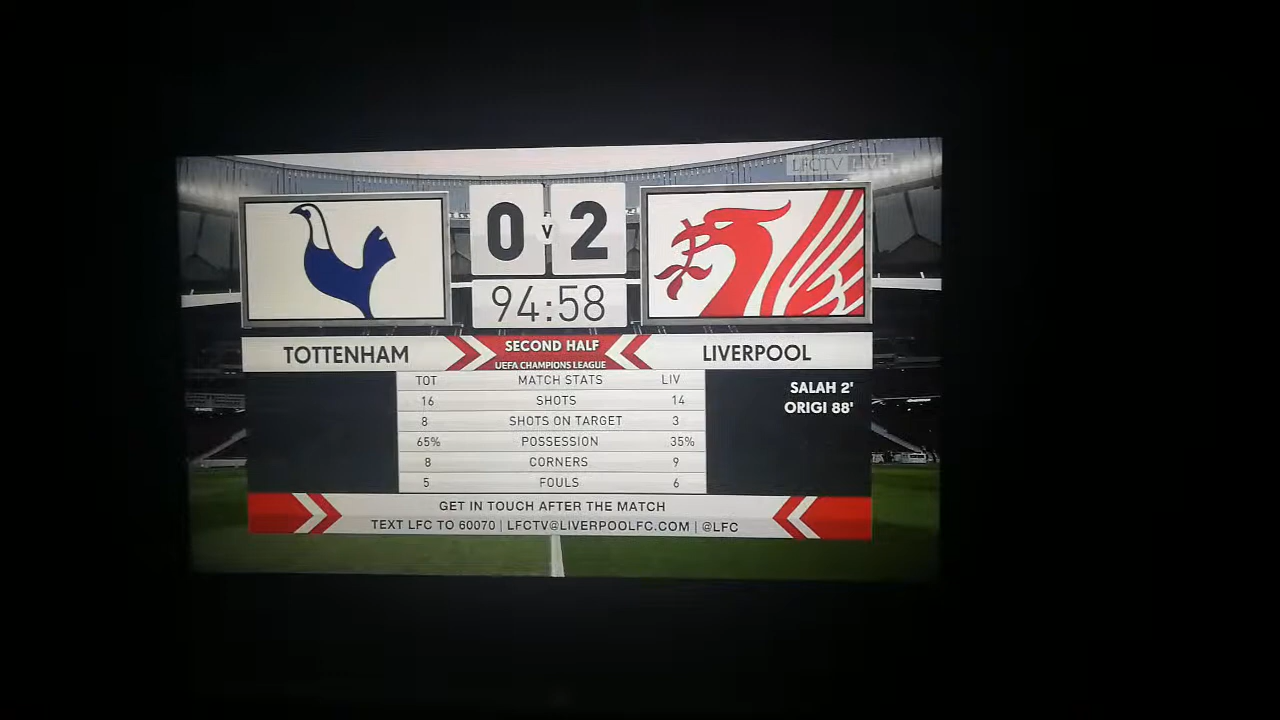 LFCTV LIVE
0 v 2
94:58
TOTTENHAM SECOND HALF LIVERPOOL
UEFA CHAMPIONS LEAGUE
TOT MATCH STATS LIV
16 SHOTS 14
8 SHOTS ON TARGET 3
65% POSSESSION 35%
8 CORNERS 9
5 FOULS 6
SALAH 2'
ORIGI 88'
GET IN TOUCH AFTER THE MATCH
TEXT LFC TO 60070 | LFCTV@LIVERPOOLFC.COM | @LFC